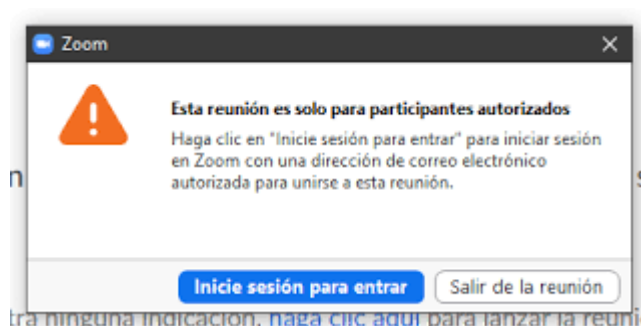 Zoom
Esta reunión es solo para participantes autorizados
Haga clic en "Inicie sesión para entrar" para iniciar sesión
en Zoom con una dirección de correo electrónico
autorizada para unirse a esta reunión.
Inicie sesión para entrar
Salir de la reunión
ninguna indicación, haga clic aquí para lanzar la